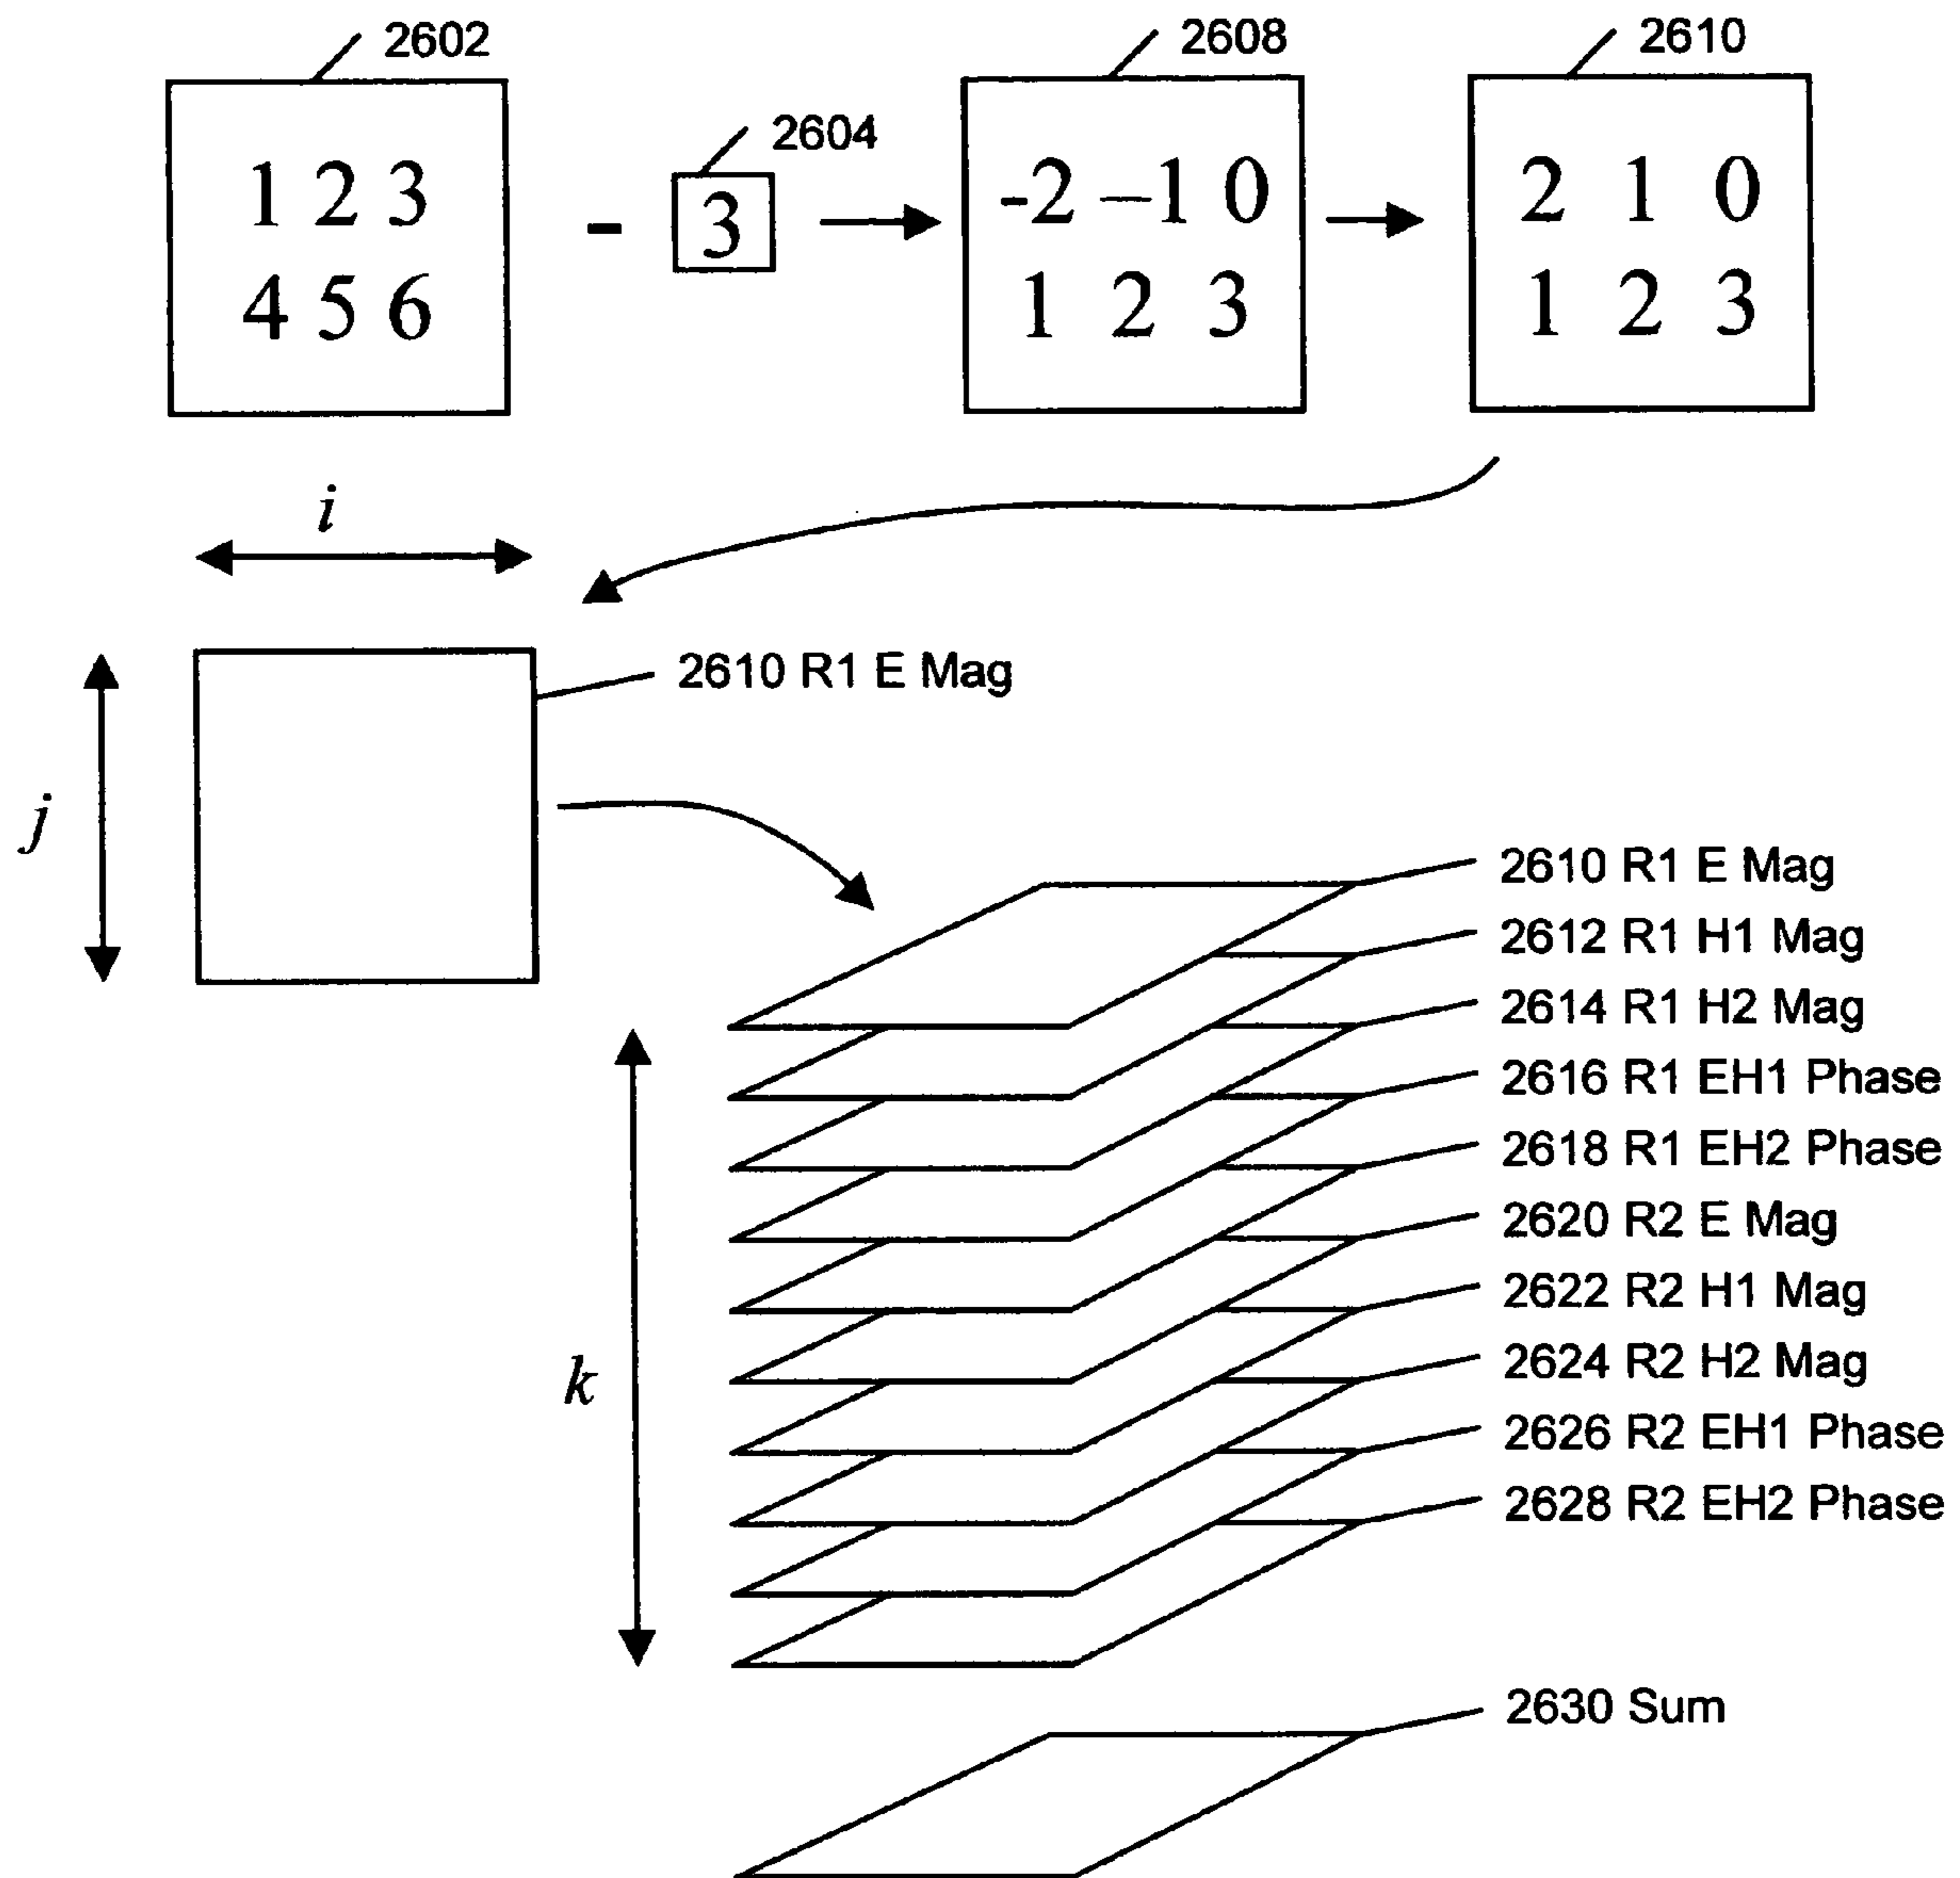 2602
2608
2610
2604
1 2 3
4 5 6
-
3
-2 –1 0
1 2 3
2 1 0
1 2 3
i
j
2610 R1 E Mag
2610 R1 E Mag
2612 R1 H1 Mag
2614 R1 H2 Mag
2616 R1 EH1 Phase
2618 R1 EH2 Phase
2620 R2 E Mag
2622 R2 H1 Mag
2624 R2 H2 Mag
2626 R2 EH1 Phase
2628 R2 EH2 Phase
k
2630 Sum